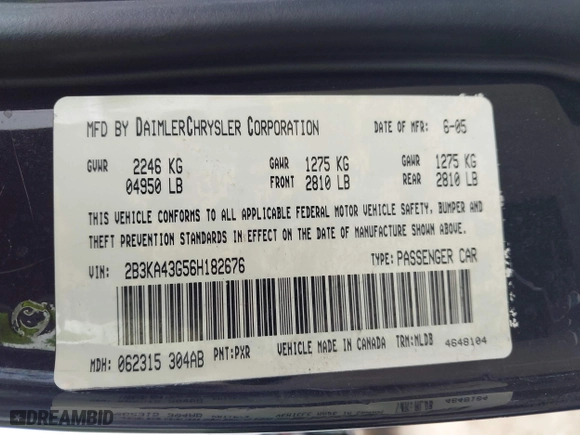 MFD BY DAIMLERCHRYSLER CORPORATION DATE OF MFR: 6-05
GVWR 2246 KG GAWR 1275 KG GAWR 1275 KG
04950 LB FRONT 2810 LB REAR 2810 LB
THIS VEHICLE CONFORMS TO ALL APPLICABLE FEDERAL MOTOR VEHICLE SAFETY, BUMPER AND
THEFT PREVENTION STANDARDS IN EFFECT ON THE DATE OF MANUFACTURE SHOWN ABOVE.
VIN: 2B3KA43G56H182676 TYPE: PASSENGER CAR
MDH: 062315 304AB PNT: PXR VEHICLE MADE IN CANADA TRM: NLDB 4648104
DREAMBID